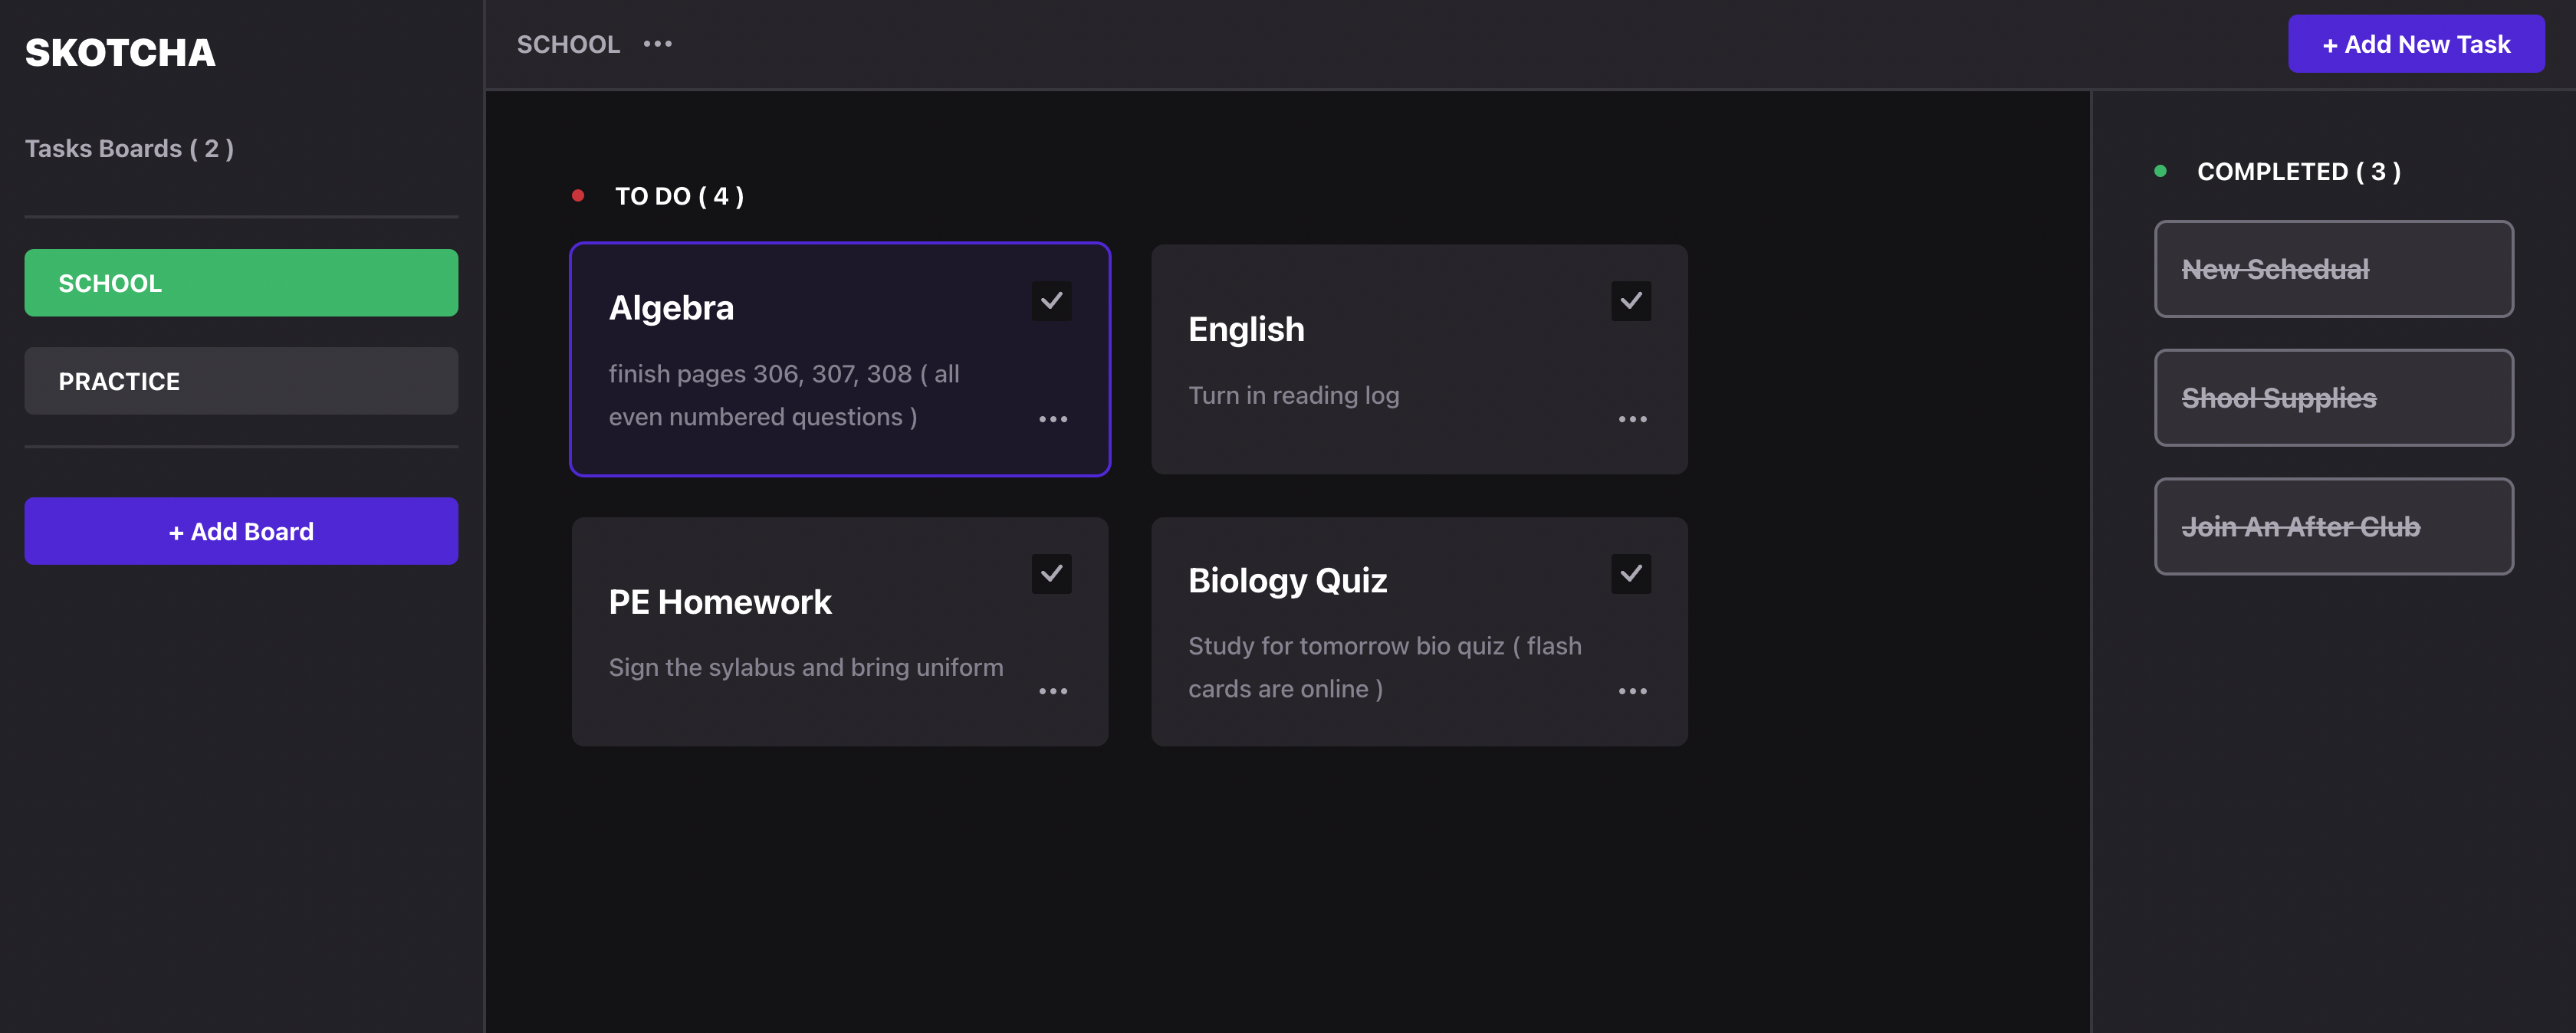 SKOTCHA
Tasks Boards ( 2 )
SCHOOL
PRACTICE
+ Add Board
SCHOOL
+ Add New Task
TO DO ( 4 )
Algebra
finish pages 306, 307, 308 ( all
even numbered questions )
English
Turn in reading log
PE Homework
Sign the sylabus and bring uniform
Biology Quiz
Study for tomorrow bio quiz ( flash
cards are online )
COMPLETED ( 3 )
New Schedual
Shool Supplies
Join An After Club